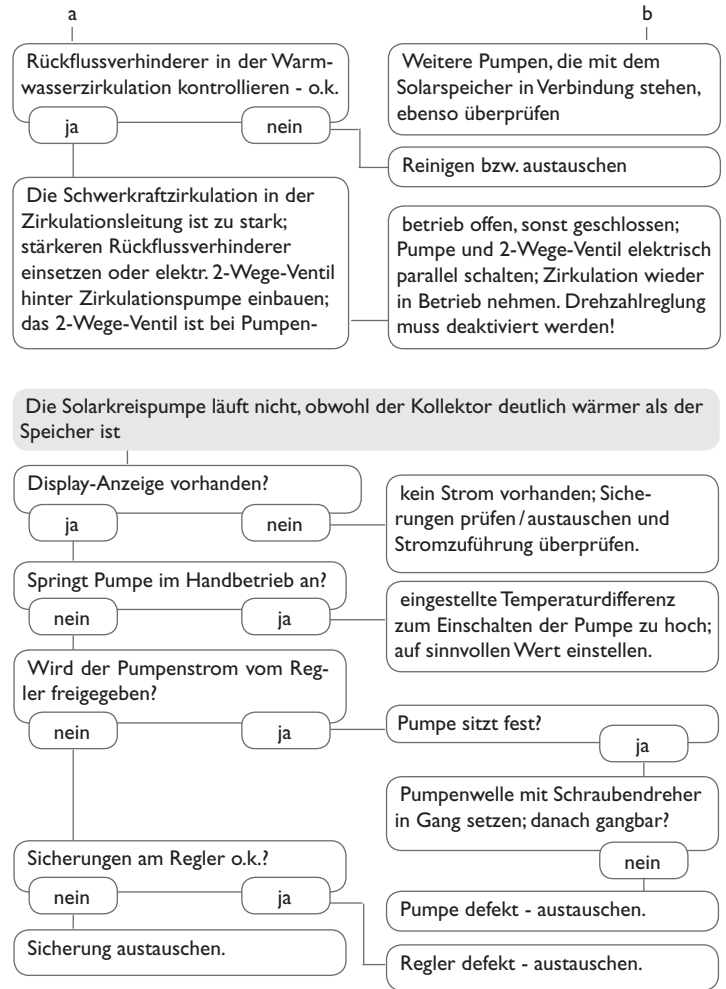 a
b
Rückflussverhinderer in der Warm-
wasserzirkulation kontrollieren - o.k.
ja
nein
Weitere Pumpen, die mit dem
Solarspeicher in Verbindung stehen,
ebenso überprüfen
Reinigen bzw. austauschen
Die Schwerkraftzirkulation in der
Zirkulationsleitung ist zu stark;
stärkeren Rückflussverhinderer
einsetzen oder elektr. 2-Wege-Ventil
hinter Zirkulationspumpe einbauen;
das 2-Wege-Ventil ist bei Pumpen-
betrieb offen, sonst geschlossen;
Pumpe und 2-Wege-Ventil elektrisch
parallel schalten; Zirkulation wieder
in Betrieb nehmen. Drehzahlreglung
muss deaktiviert werden!
Die Solarkreispumpe läuft nicht, obwohl der Kollektor deutlich wärmer als der
Speicher ist
Display-Anzeige vorhanden?
ja
nein
kein Strom vorhanden; Siche-
rungen prüfen/austauschen und
Stromzuführung überprüfen.
Springt Pumpe im Handbetrieb an?
nein
ja
eingestellte Temperaturdifferenz
zum Einschalten der Pumpe zu hoch;
auf sinnvollen Wert einstellen.
Wird der Pumpenstrom vom Reg-
ler freigegeben?
nein
ja
Pumpe sitzt fest?
ja
Pumpenwelle mit Schraubendreher
in Gang setzen; danach gangbar?
nein
Pumpe defekt - austauschen.
Sicherungen am Regler o.k.?
nein
ja
Sicherung austauschen.
Regler defekt - austauschen.